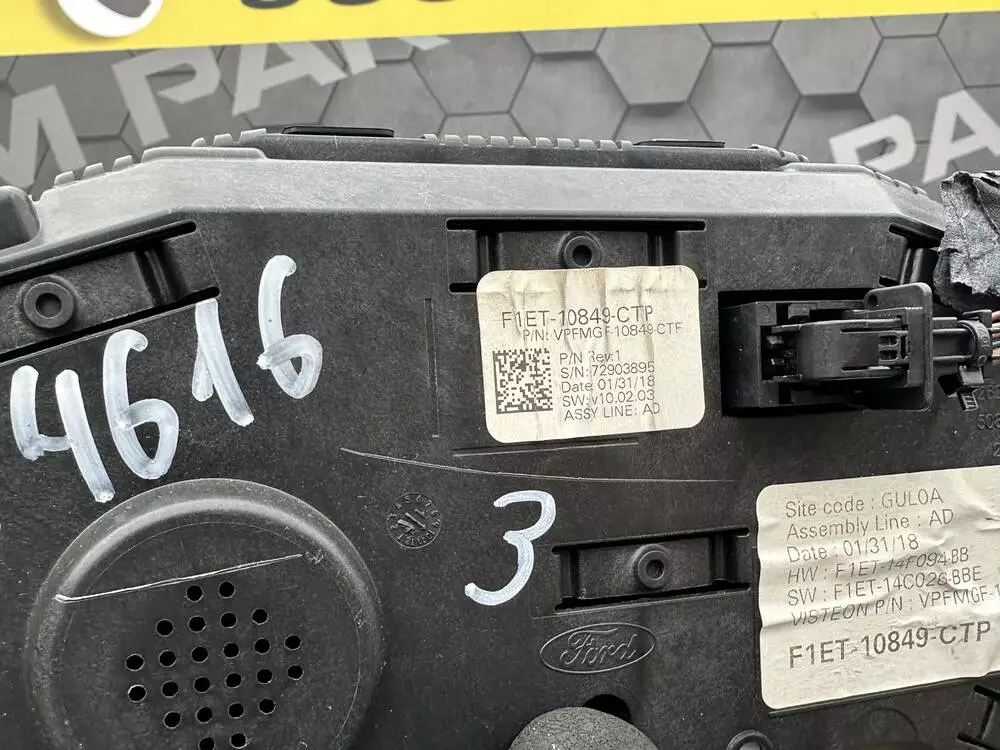 M PAR
PA
4616
F1ET-10849-CTP
P/N: VPFMGF-10849-CTF
P/N Rev:1
S/N: 72903895
Date: 01/31/18
SW: v10.02.03
ASSY LINE: AD
3
Ford
Site code : GUL0A
Assembly Line : AD
Date : 01/31/18
HW : F1ET-14F094-BB
SW : F1ET-14C026-BBE
VISTEON P/N : VPFMGF-1
F1ET-10849-CTP